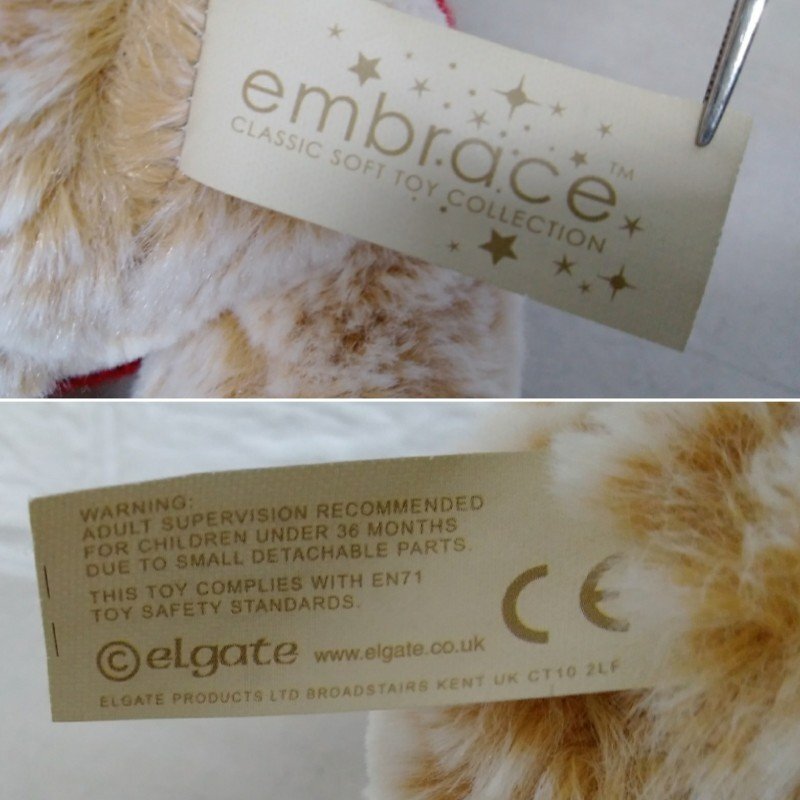 embr.a.ce™
CLASSIC SOFT TOY COLLECTION
WARNING:
ADULT SUPERVISION RECOMMENDED
FOR CHILDREN UNDER 36 MONTHS
DUE TO SMALL DETACHABLE PARTS.
THIS TOY COMPLIES WITH EN71
TOY SAFETY STANDARDS.
CE
© elgate www.elgate.co.uk
ELGATE PRODUCTS LTD BROADSTAIRS KENT UK CT10 2LF